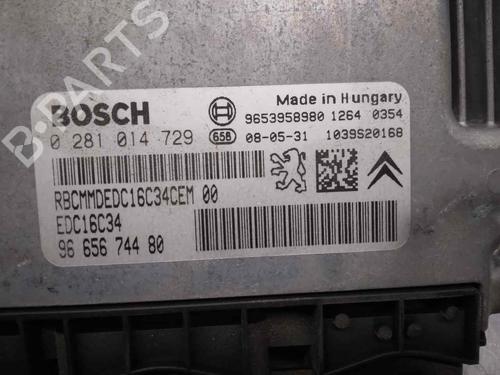 BOSCH
Made in Hungary
9653958980 1264 0354
0 281 014 729 658 08-05-31 1039S20168
RBCMMDEDC16C34CEM 00
EDC16C34
96 656 744 80
B-Parts